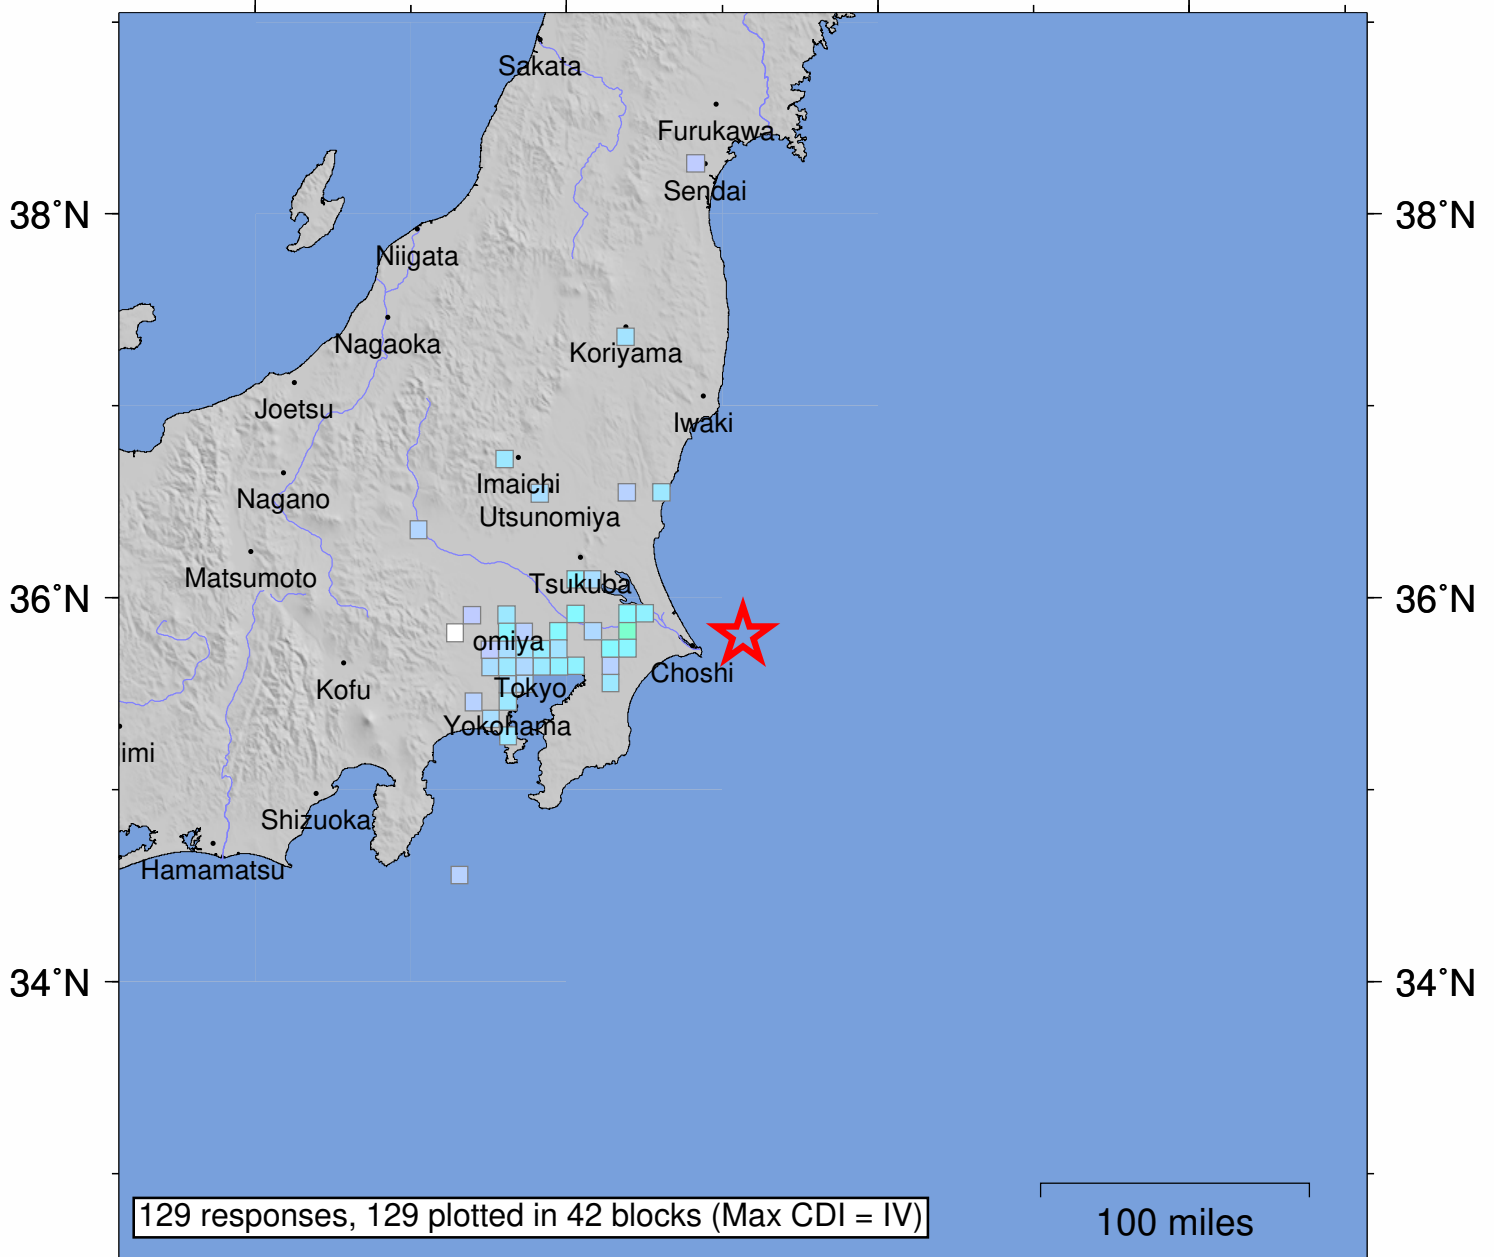 Sakata
Furukawa
Sendai
38˚N
38˚N
Niigata
Nagaoka
Koriyama
Joetsu
Iwaki
Imaichi
Nagano
Utsunomiya
Matsumoto
Tsukuba
36˚N
36˚N
omiya
Choshi
Kofu
Tokyo
Yokohama
imi
Shizuoka
Hamamatsu
34˚N
34˚N
129 responses, 129 plotted in 42 blocks (Max CDI = IV)
100 miles